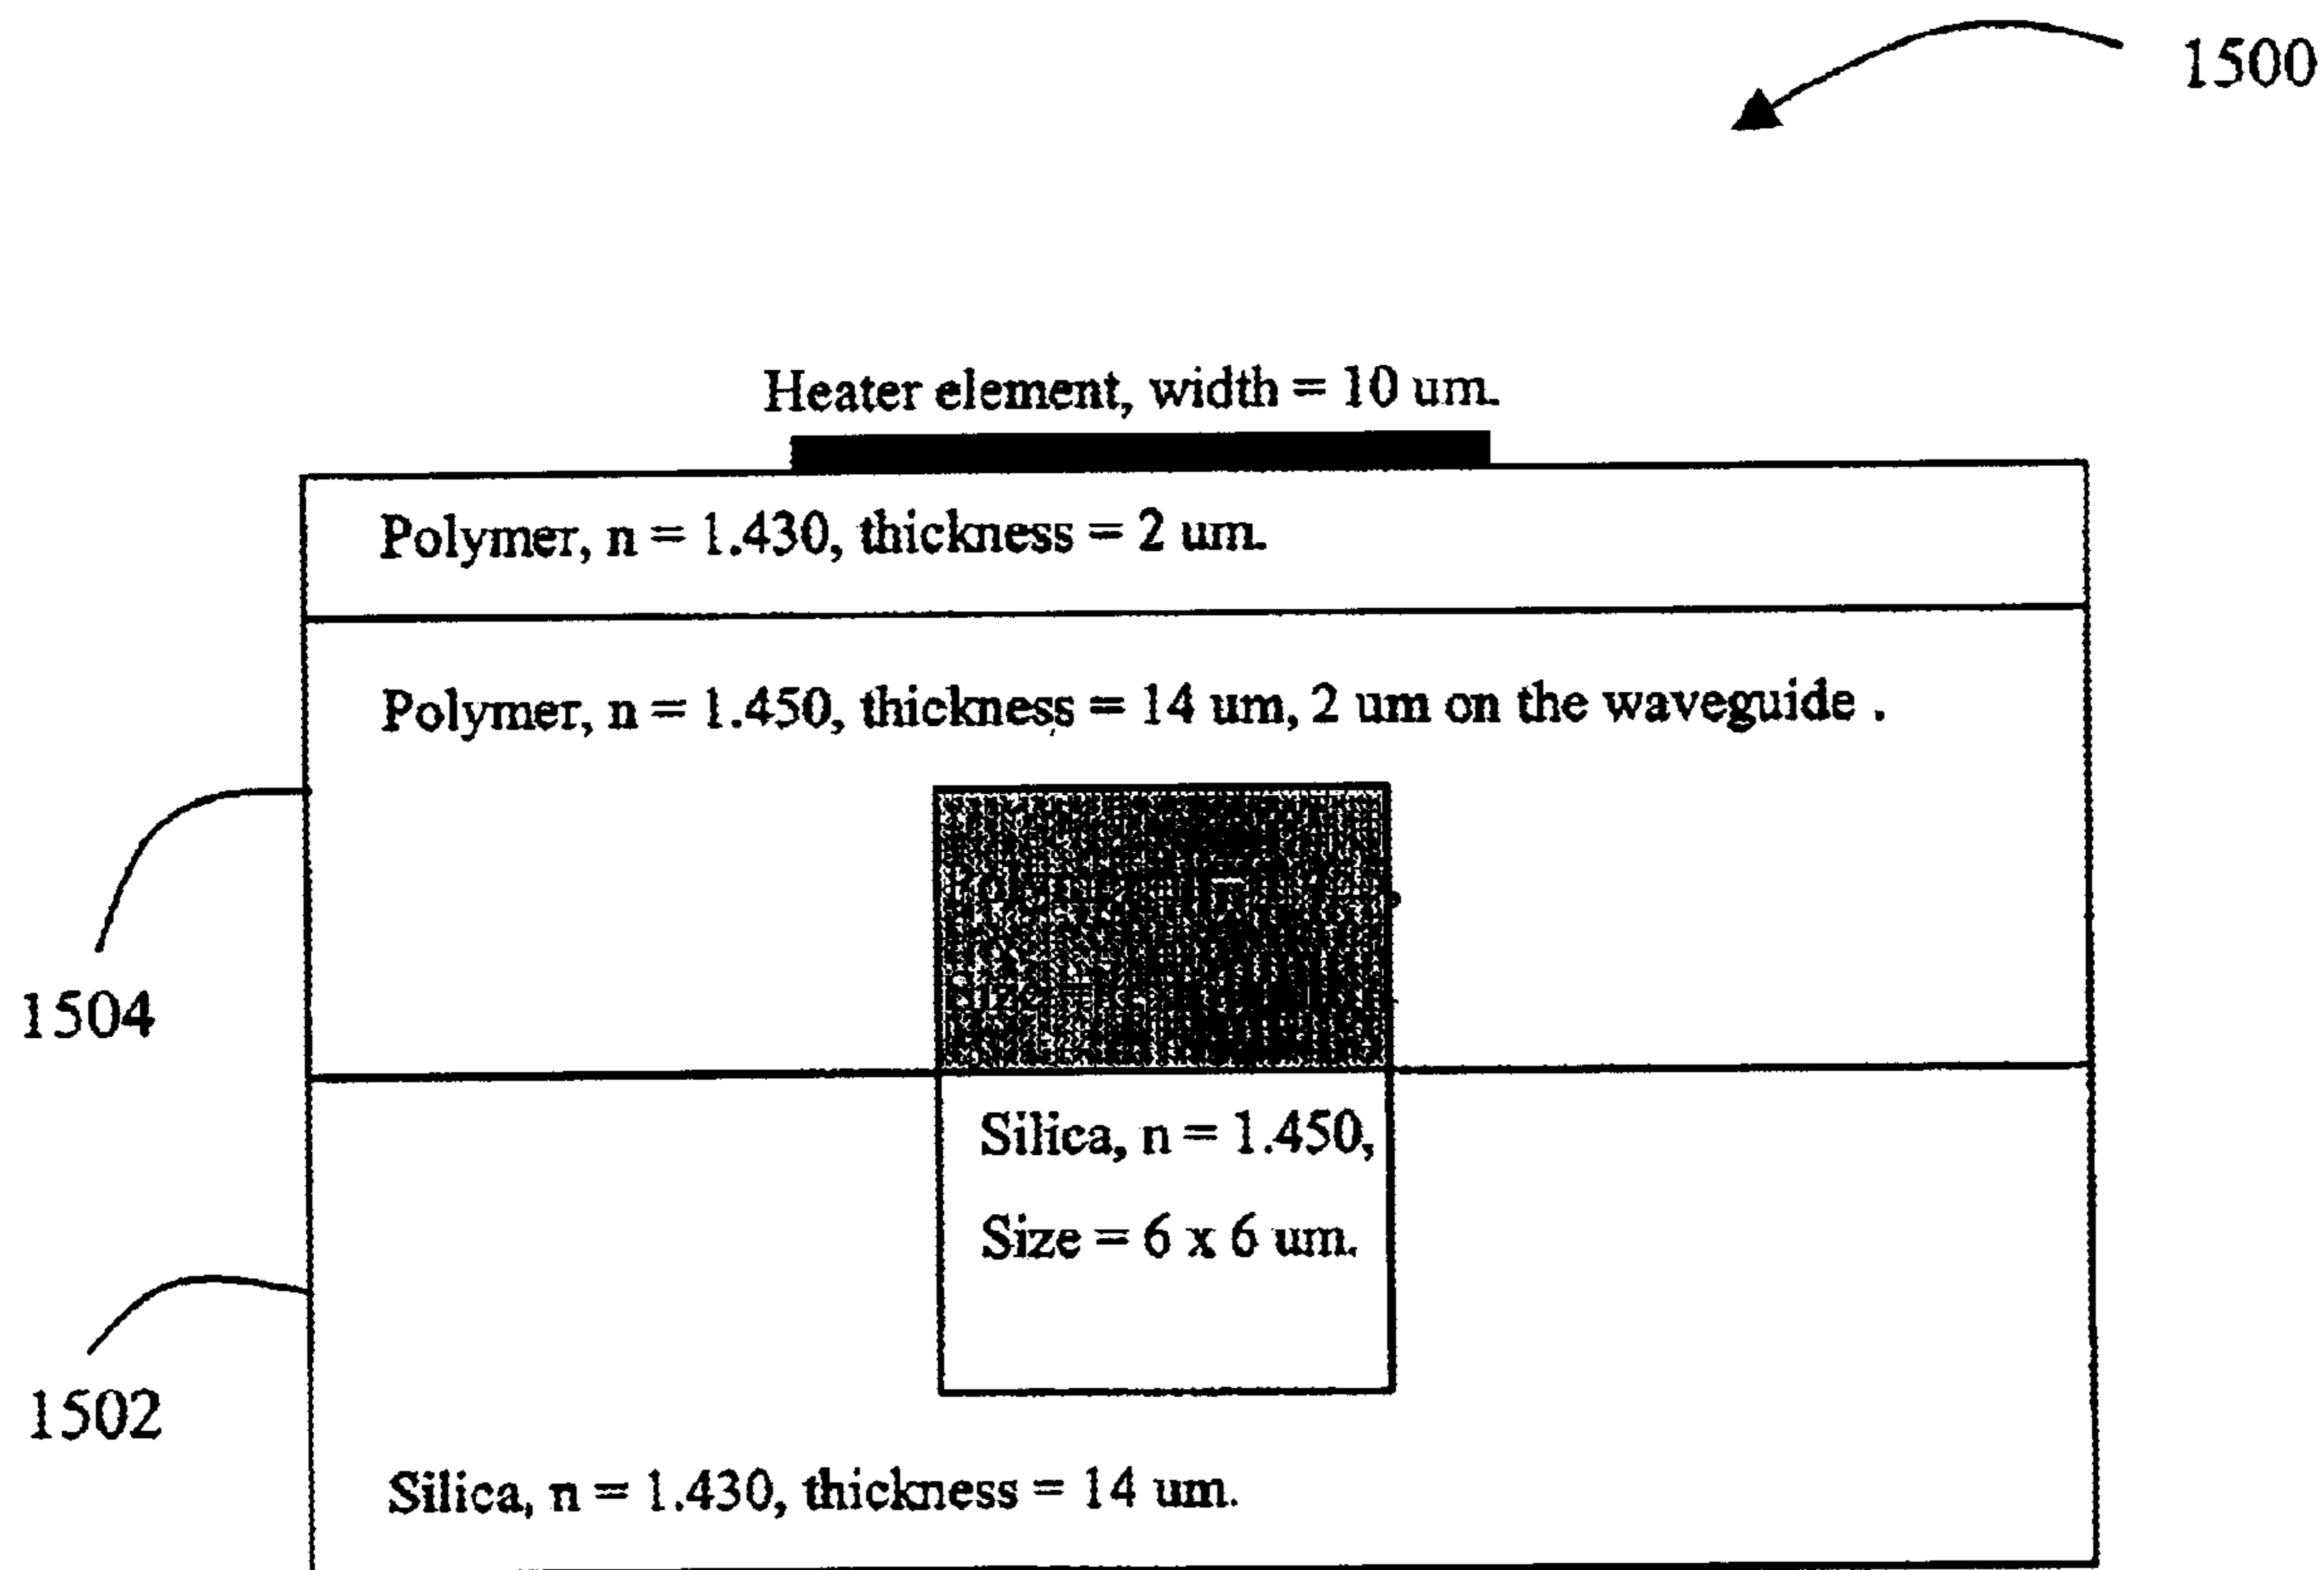 1500
Heater element, width = 10 um.
Polymer, n = 1.430, thickness = 2 um.
Polymer, n = 1.450, thickness = 14 um, 2 um on the waveguide .
1504
Silica, n = 1.450,
Size = 6 x 6 um.
1502
Silica, n = 1.430, thickness = 14 um.